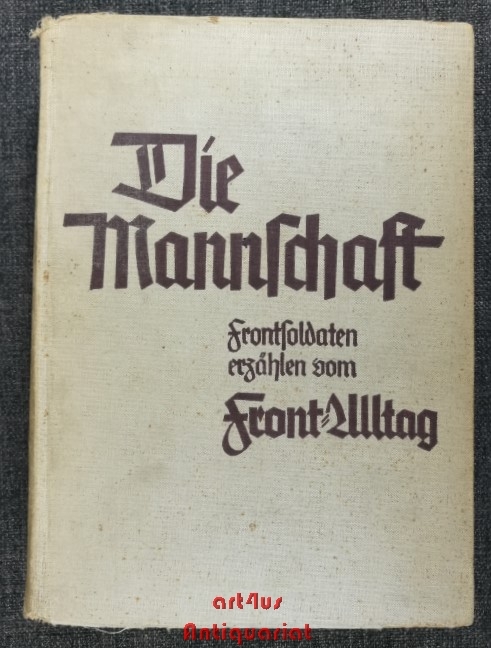 Die
Mannschaft
Frontsoldaten
erzählen vom
Front-Alltag
art4us
Antiquariat